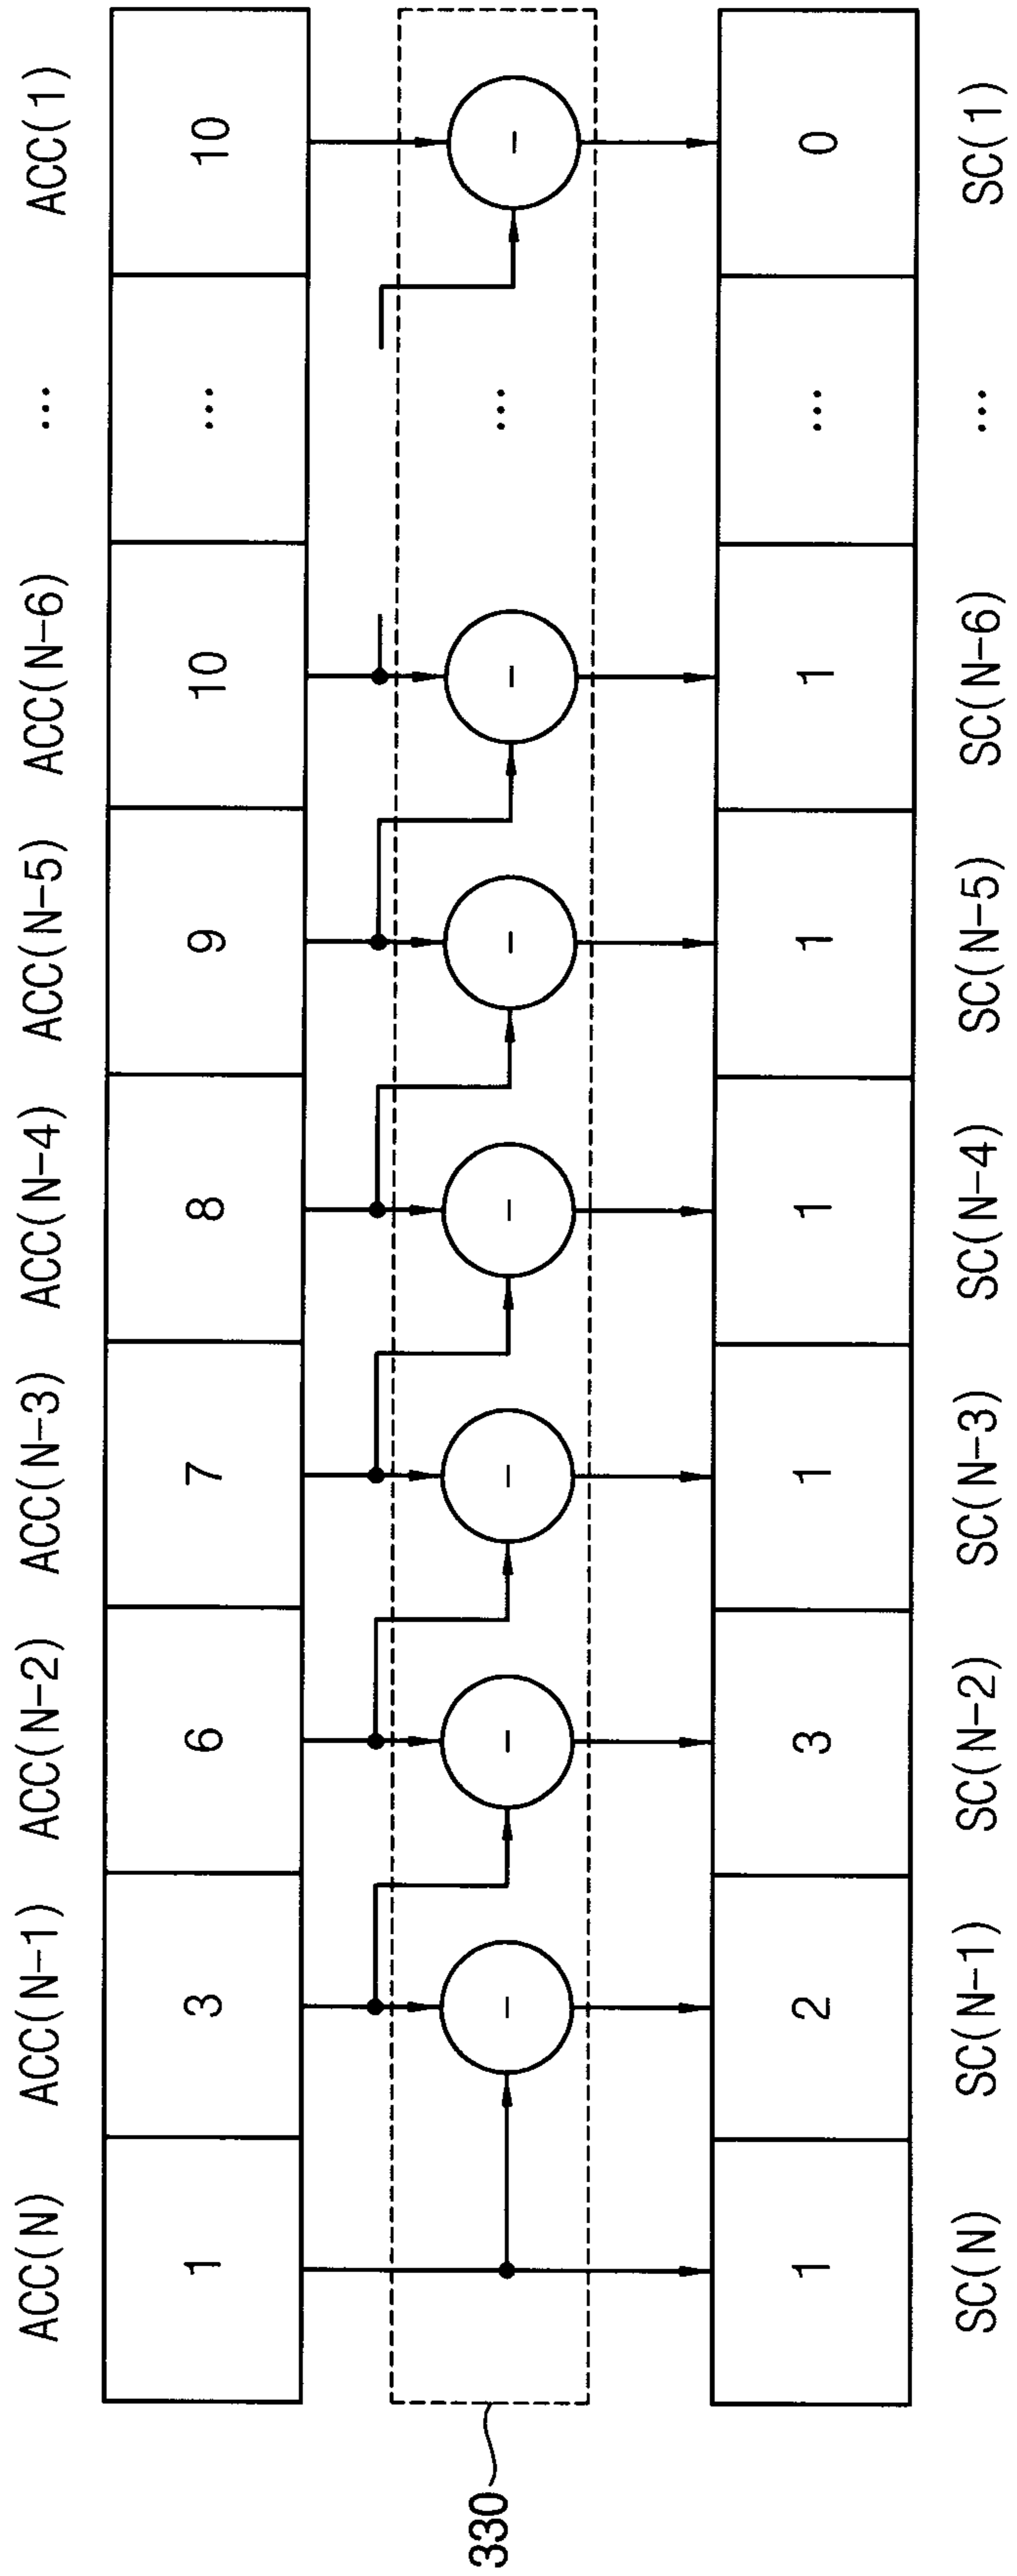 ACC(N) ACC(N-1) ACC(N-2) ACC(N-3) ACC(N-4) ACC(N-5) ACC(N-6) ... ACC(1)
1 3 6 7 8 9 10 ... 10
330 - - - - - - ... -
1 2 3 1 1 1 1 ... 0
SC(N) SC(N-1) SC(N-2) SC(N-3) SC(N-4) SC(N-5) SC(N-6) ... SC(1)